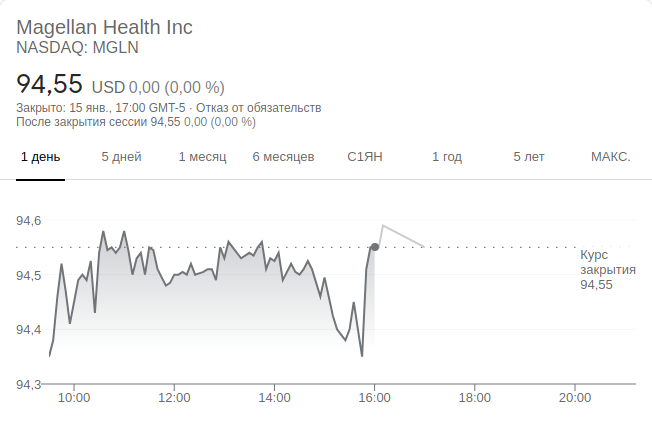 Magellan Health Inc
NASDAQ: MGLN
94,55 USD 0,00 (0,00 %)
Закрыто: 15 янв., 17:00 GMT-5 · Отказ от обязательств
После закрытия сессии 94,55 0,00 (0,00 %)
1 день 5 дней 1 месяц 6 месяцев С1ЯН 1 год 5 лет МАКС.
94,6
Курс
закрытия
94,55
94,5
94,4
94,3
10:00 12:00 14:00 16:00 18:00 20:00